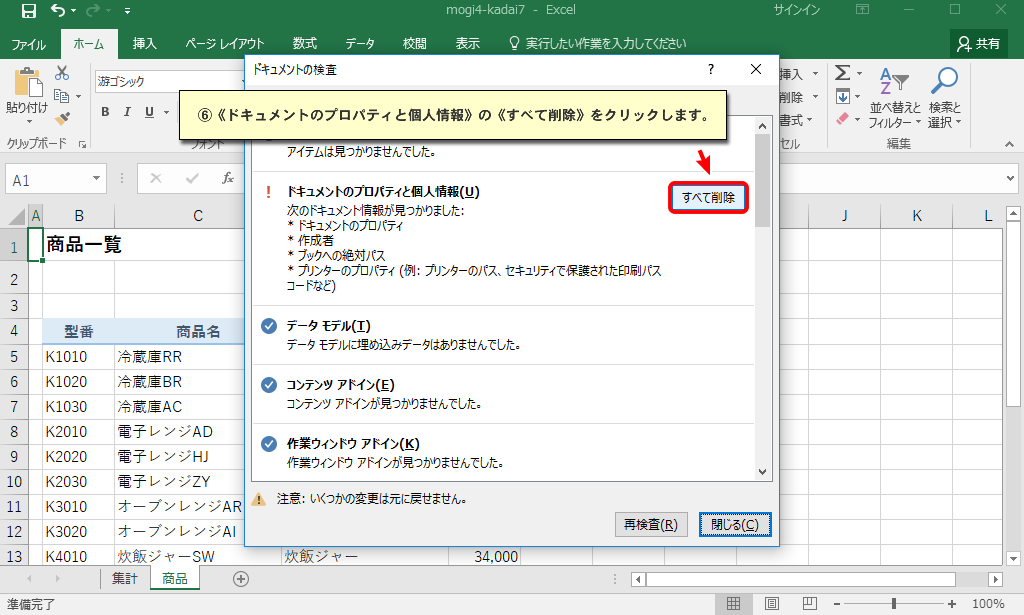 mogi4-kadai7 - Excel
サインイン
ファイル ホーム 挿入 ページ レイアウト 数式 データ 校閲 表示 実行したい作業を入力してください 共有
貼り付け
クリップボード
游ゴシック
B I U
フォント
挿入
削除
書式
セル
並べ替えと
フィルター
検索と
選択
編集
A1
fx
ドキュメントの検査
? ×
⑥《ドキュメントのプロパティと個人情報》の《すべて削除》をクリックします。
アイテムは見つかりませんでした。
! ドキュメントのプロパティと個人情報(U)
すべて削除
次のドキュメント情報が見つかりました:
* ドキュメントのプロパティ
* 作成者
* ブックへの絶対パス
* プリンターのプロパティ (例: プリンターのパス、セキュリティで保護された印刷パス
コードなど)
データ モデル(T)
データ モデルに埋め込みデータはありませんでした。
コンテンツ アドイン(E)
コンテンツ アドインが見つかりませんでした。
作業ウィンドウ アドイン(K)
作業ウィンドウ アドインが見つかりませんでした。
注意: いくつかの変更は元に戻せません。
再検査(R) 閉じる(C)
A B C J K L
1 商品一覧
2
3
4 型番 商品名
5 K1010 冷蔵庫RR
6 K1020 冷蔵庫BR
7 K1030 冷蔵庫AC
8 K2010 電子レンジAD
9 K2020 電子レンジHJ
10 K2030 電子レンジZY
11 K3010 オーブンレンジAR
12 K3020 オーブンレンジAI
13 K4010 炊飯ジャーSW 炊飯ジャー 34,000
集計 商品
準備完了
100%